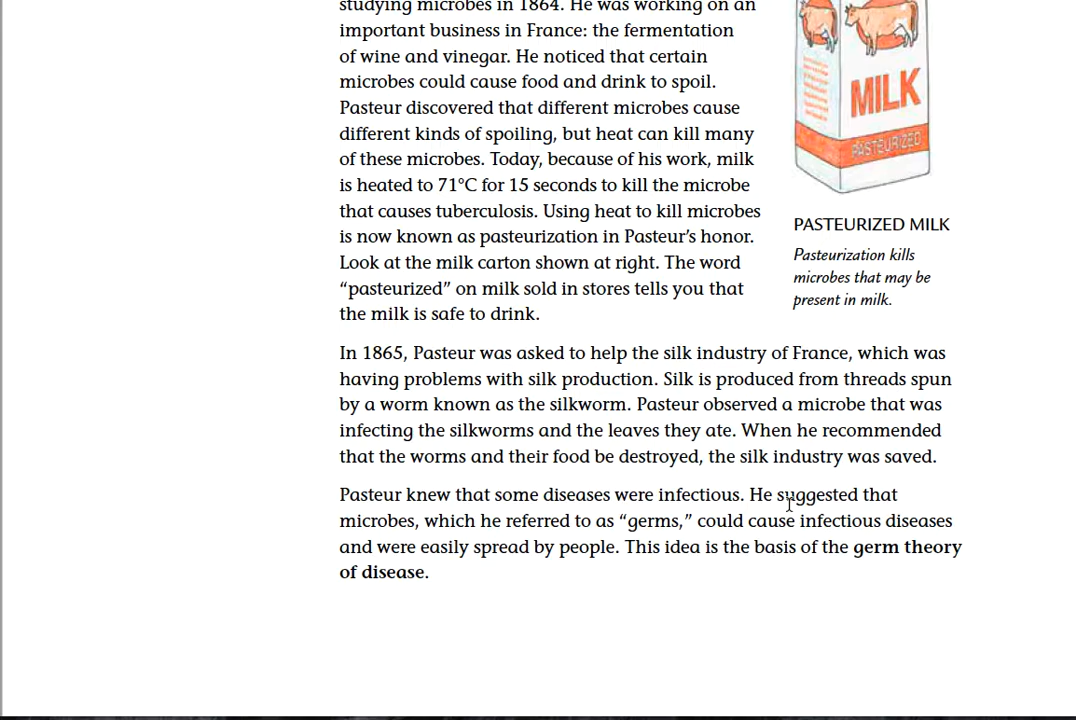 studying microbes in 1864. He was working on an
important business in France: the fermentation
of wine and vinegar. He noticed that certain
microbes could cause food and drink to spoil.
Pasteur discovered that different microbes cause
different kinds of spoiling, but heat can kill many
of these microbes. Today, because of his work, milk
is heated to 71°C for 15 seconds to kill the microbe
that causes tuberculosis. Using heat to kill microbes
is now known as pasteurization in Pasteur’s honor.
Look at the milk carton shown at right. The word
“pasteurized” on milk sold in stores tells you that
the milk is safe to drink.
MILK
PASTEURIZED
PASTEURIZED MILK
Pasteurization kills
microbes that may be
present in milk.
In 1865, Pasteur was asked to help the silk industry of France, which was
having problems with silk production. Silk is produced from threads spun
by a worm known as the silkworm. Pasteur observed a microbe that was
infecting the silkworms and the leaves they ate. When he recommended
that the worms and their food be destroyed, the silk industry was saved.
Pasteur knew that some diseases were infectious. He suggested that
microbes, which he referred to as “germs,” could cause infectious diseases
and were easily spread by people. This idea is the basis of the germ theory
of disease.